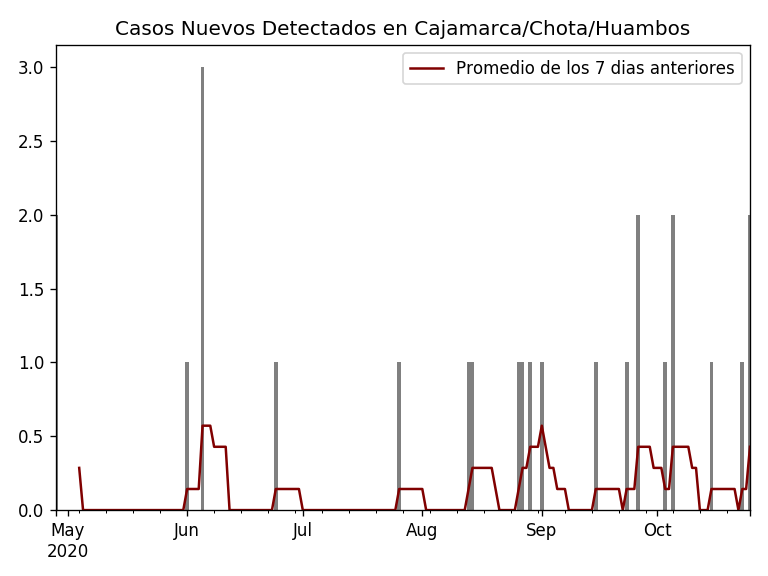 Casos Nuevos Detectados en Cajamarca/Chota/Huambos
Promedio de los 7 dias anteriores
3.0
2.5
2.0
1.5
1.0
0.5
0.0
May Jun Jul Aug Sep Oct
2020